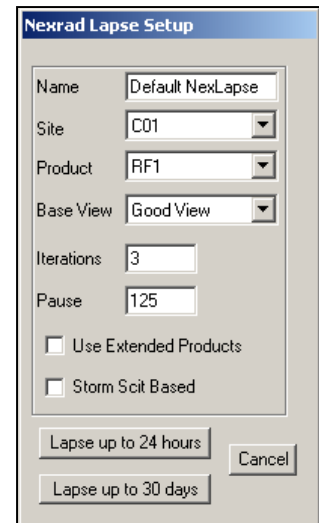 Nexrad Lapse Setup
Name Default NexLapse
Site C01
Product RF1
Base View Good View
Iterations 3
Pause 125
Use Extended Products
Storm Scit Based
Lapse up to 24 hours
Cancel
Lapse up to 30 days